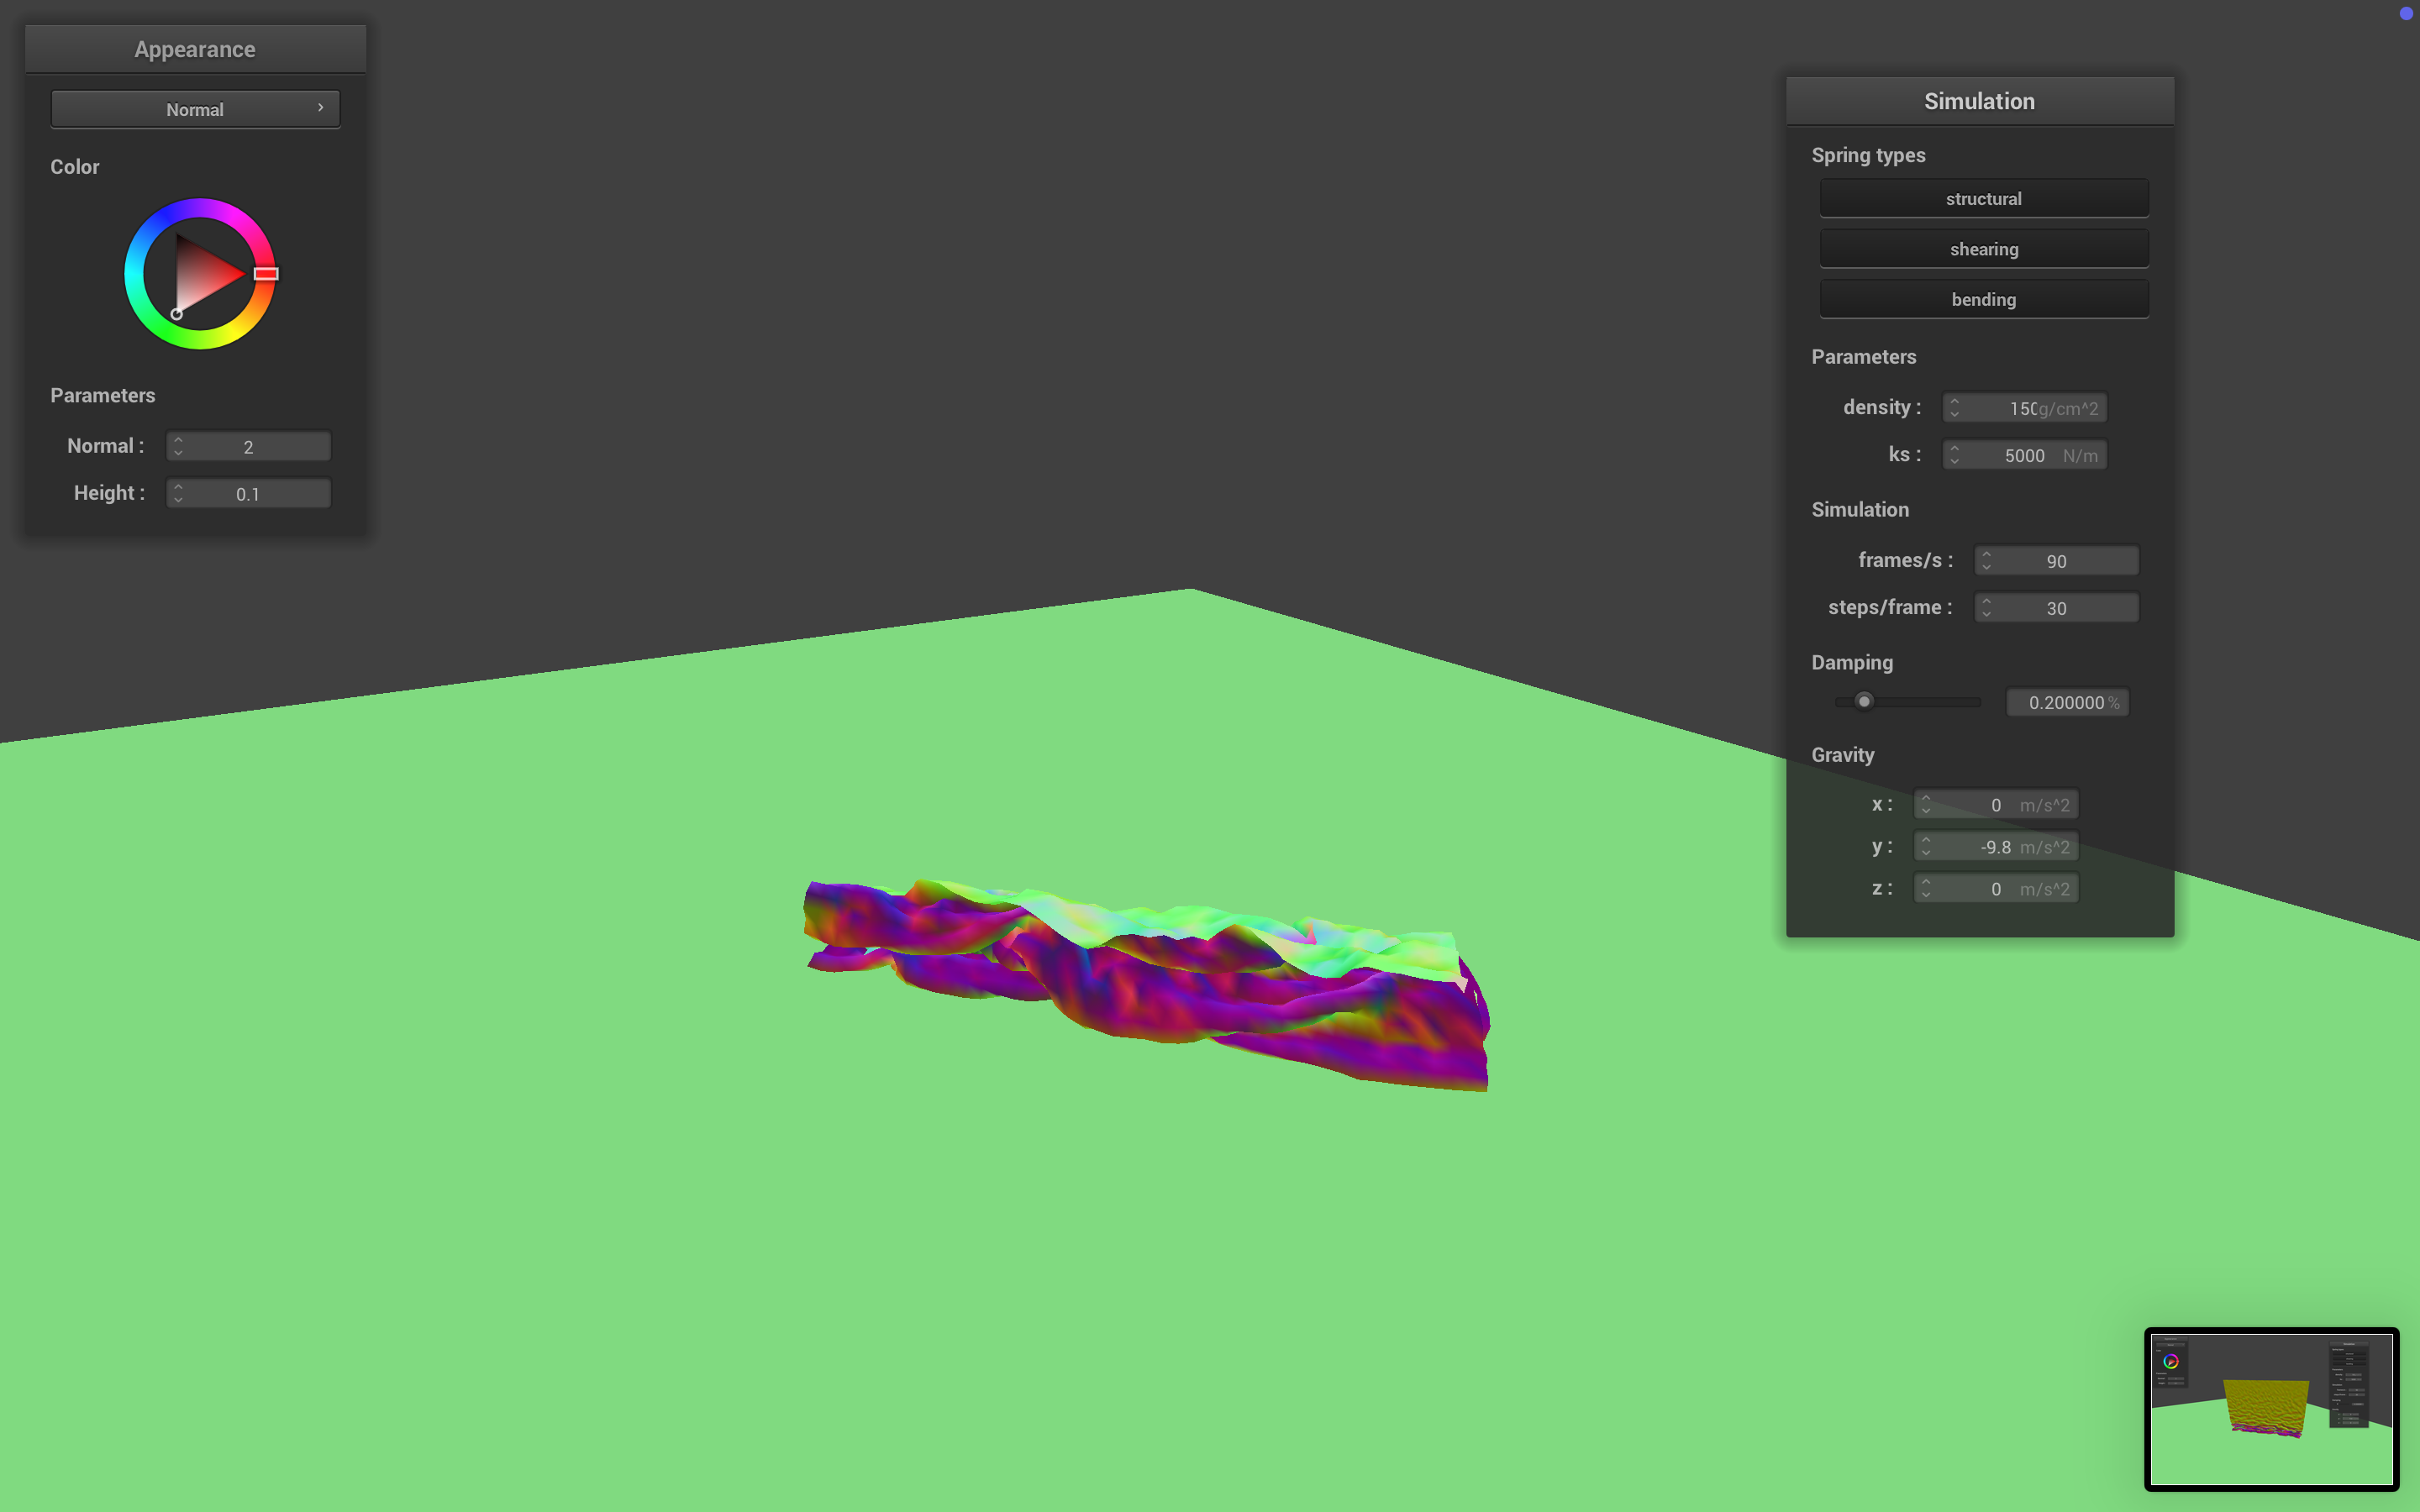 Appearance
Normal
Color
Parameters
Normal : 2
Height : 0.1
Simulation
Spring types
structural
shearing
bending
Parameters
density : 150 g/cm^2
ks : 5000 N/m
Simulation
frames/s : 90
steps/frame : 30
Damping
0.200000 %
Gravity
x : 0 m/s^2
y : -9.8 m/s^2
z : 0 m/s^2